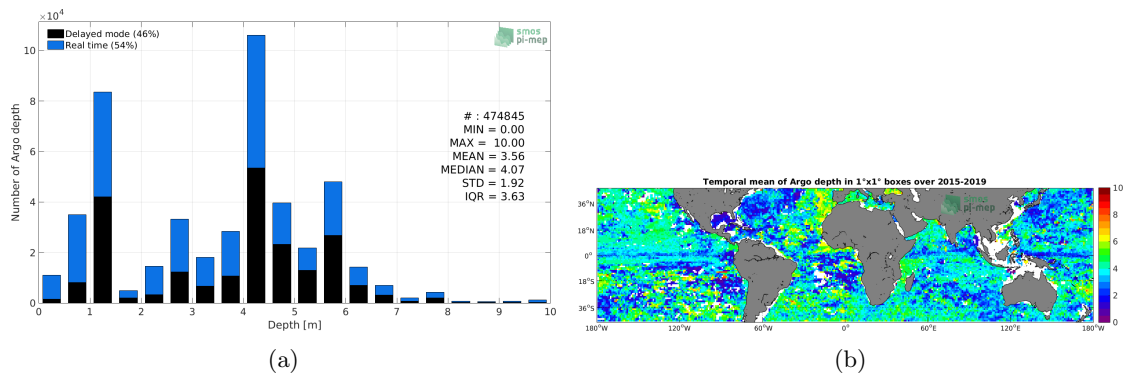 ×10⁴
10
8
6
4
2
0
Number of Argo depth
Delayed mode (46%)
Real time (54%)
smos
pi-mep
# : 474845
MIN = 0.00
MAX = 10.00
MEAN = 3.56
MEDIAN = 4.07
STD = 1.92
IQR = 3.63
0 1 2 3 4 5 6 7 8 9 10
Depth [m]
(a)
Temporal mean of Argo depth in 1°x1° boxes over 2015-2019
smos
pi-mep
36°N
18°N
0°
18°S
36°S
180°W 120°W 60°W 0° 60°E 120°E 180°W
10
9
8
7
6
5
4
3
2
1
0
(b)